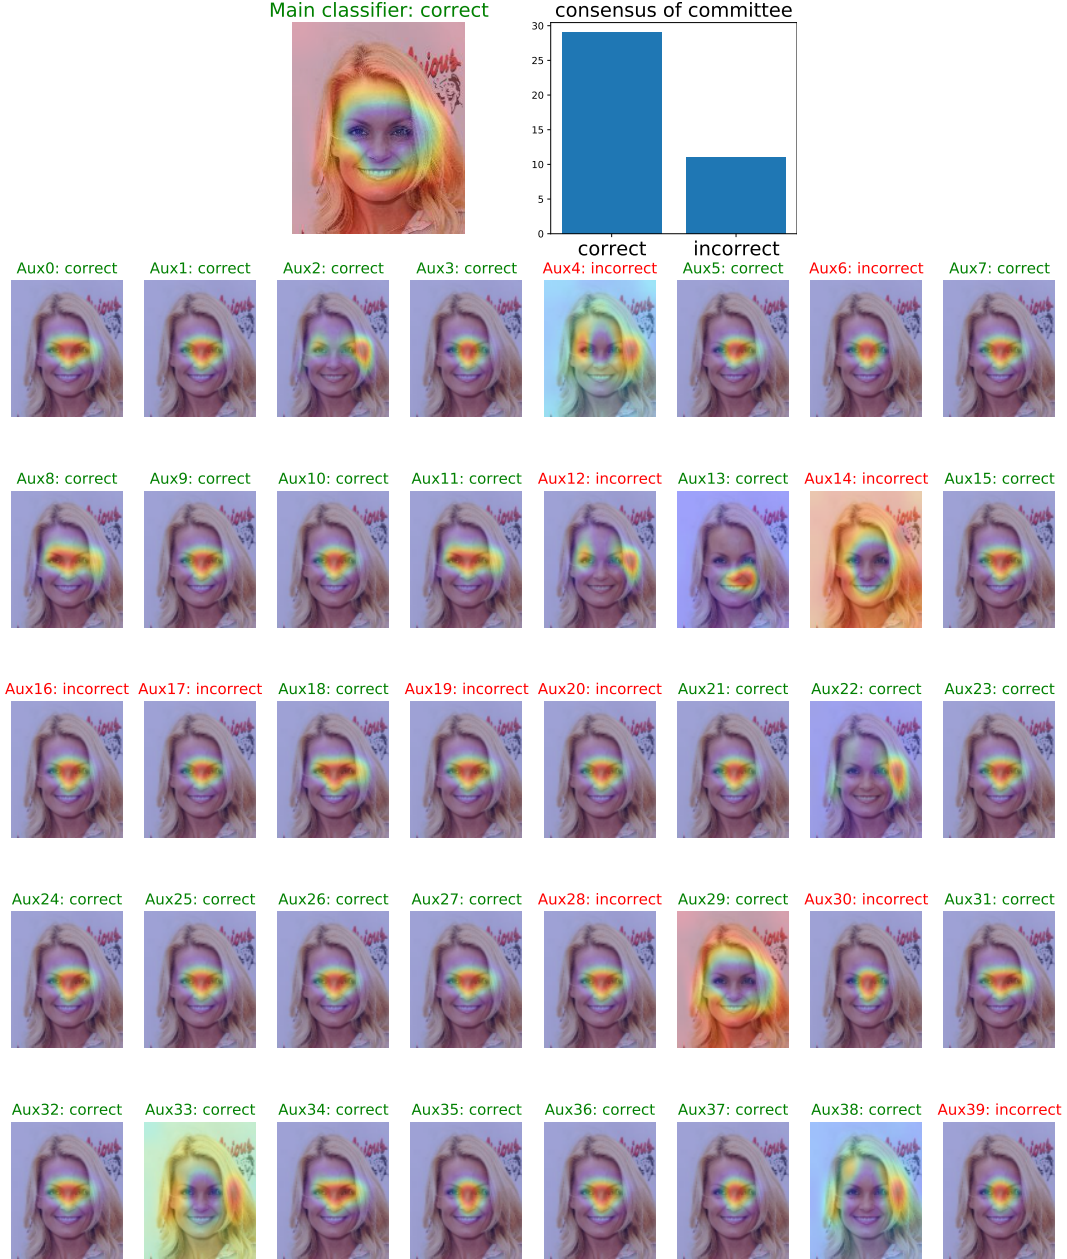 Main classifier: correct
consensus of committee
30
25
20
15
10
5
0
correct incorrect
Aux0: correct Aux1: correct Aux2: correct Aux3: correct Aux4: incorrect Aux5: correct Aux6: incorrect Aux7: correct
Aux8: correct Aux9: correct Aux10: correct Aux11: correct Aux12: incorrect Aux13: correct Aux14: incorrect Aux15: correct
Aux16: incorrect Aux17: incorrect Aux18: correct Aux19: incorrect Aux20: incorrect Aux21: correct Aux22: correct Aux23: correct
Aux24: correct Aux25: correct Aux26: correct Aux27: correct Aux28: incorrect Aux29: correct Aux30: incorrect Aux31: correct
Aux32: correct Aux33: correct Aux34: correct Aux35: correct Aux36: correct Aux37: correct Aux38: correct Aux39: incorrect